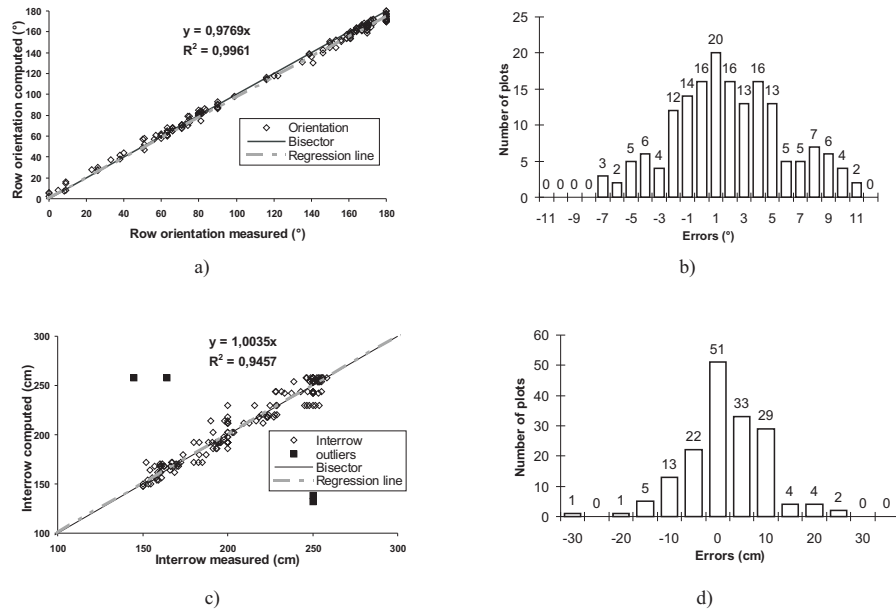 y = 0,9769x
R² = 0,9961
Row orientation computed (°)
180
160
140
120
100
80
60
40
20
0
Orientation
Bisector
Regression line
0 20 40 60 80 100 120 140 160 180
Row orientation measured (°)
a)
Number of plots
25
20
15
10
5
0
0 0 0 0 3 2 5 6 4 12 14 16 20 16 13 16 13 5 5 7 6 4 2 0
-11 -9 -7 -5 -3 -1 1 3 5 7 9 11
Errors (°)
b)
y = 1,0035x
R² = 0,9457
Interrow computed (cm)
300
250
200
150
100
Interrow
outliers
Bisector
Regression line
100 150 200 250 300
Interrow measured (cm)
c)
Number of plots
60
50
40
30
20
10
0
1 0 1 5 13 22 51 33 29 4 4 2 0 0
-30 -20 -10 0 10 20 30
Errors (cm)
d)